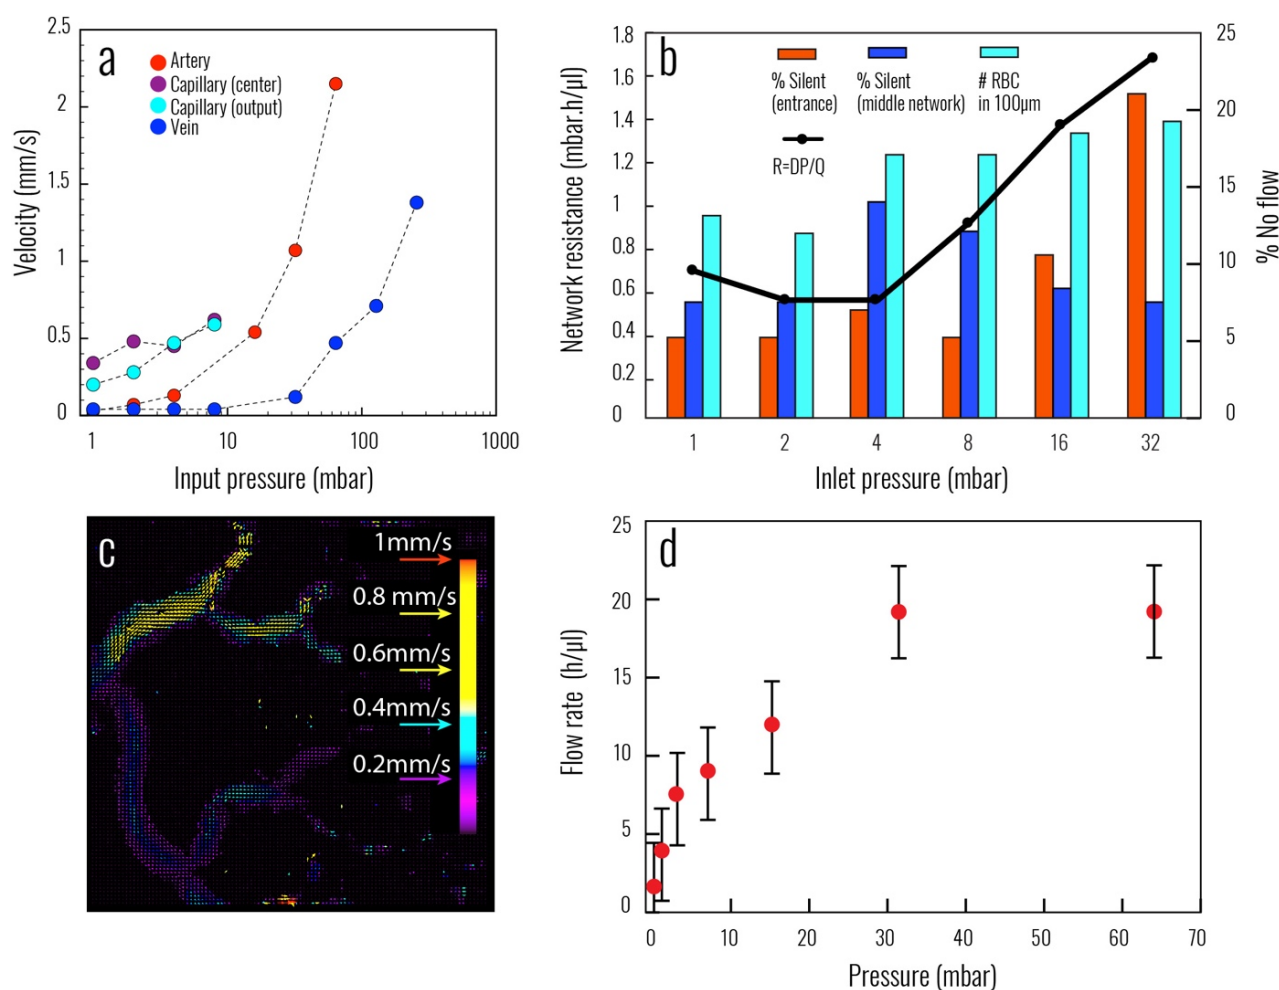 a
2.5
2
1.5
1
0.5
0
Velocity (mm/s)
Artery
Capillary (center)
Capillary (output)
Vein
1 10 100 1000
Input pressure (mbar)
b
1.8
1.6
1.4
1.2
1
0.8
0.6
0.4
0.2
0
Network resistance (mbar.h/µl)
% Silent
(entrance)
% Silent
(middle network)
# RBC
in 100µm
R=DP/Q
25
20
15
10
5
0
% No flow
1 2 4 8 16 32
Inlet pressure (mbar)
c
1mm/s
0.8 mm/s
0.6mm/s
0.4mm/s
0.2mm/s
d
25
20
15
10
5
0
Flow rate (h/µl)
0 10 20 30 40 50 60 70
Pressure (mbar)